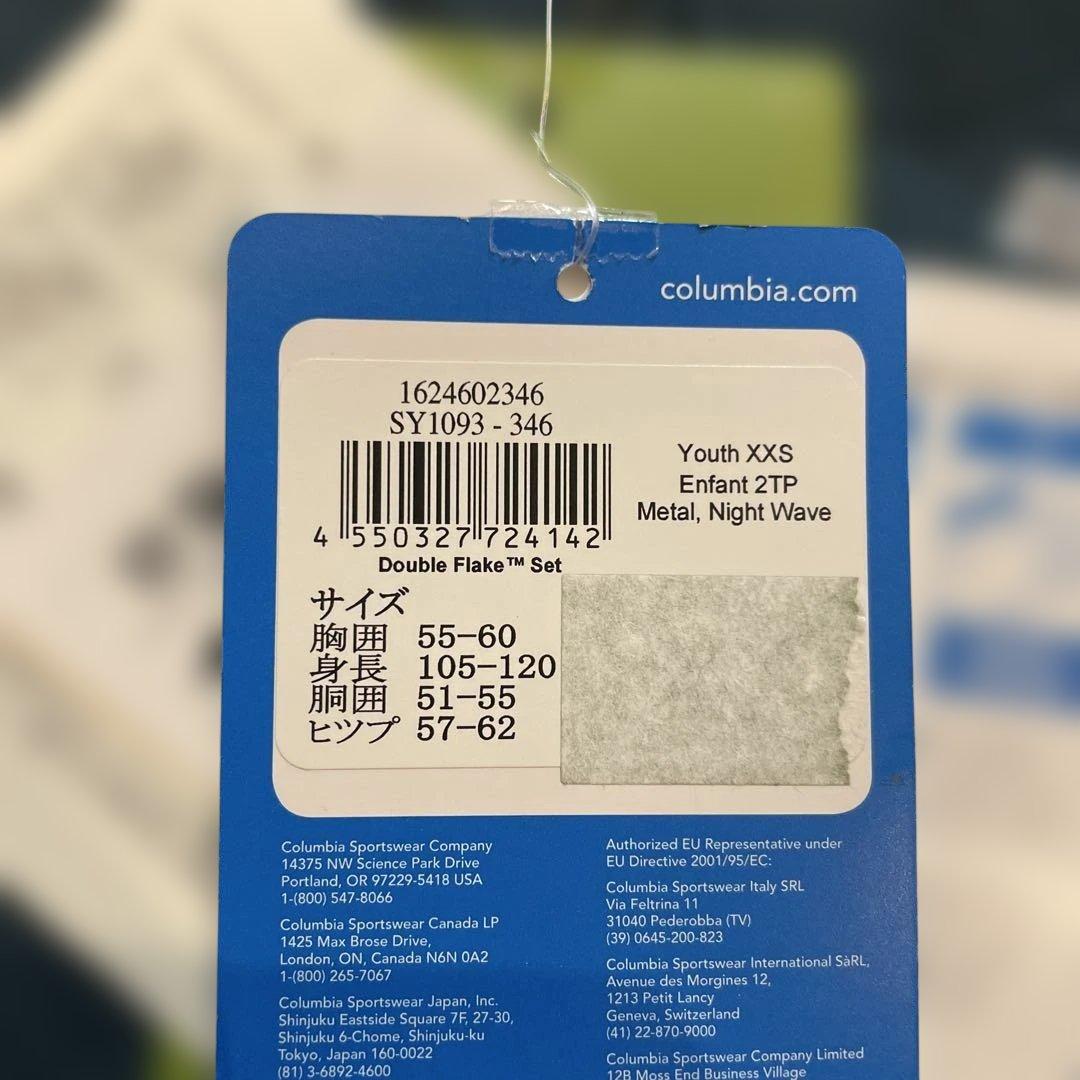 columbia.com
1624602346
SY1093 - 346
4 550327 724142
Double Flake™ Set
Youth XXS
Enfant 2TP
Metal, Night Wave
サイズ
胸囲 55-60
身長 105-120
胴囲 51-55
ヒツプ 57-62
Columbia Sportswear Company
14375 NW Science Park Drive
Portland, OR 97229-5418 USA
1-(800) 547-8066
Columbia Sportswear Canada LP
1425 Max Brose Drive,
London, ON, Canada N6N 0A2
1-(800) 265-7067
Columbia Sportswear Japan, Inc.
Shinjuku Eastside Square 7F, 27-30,
Shinjuku 6-Chome, Shinjuku-ku
Tokyo, Japan 160-0022
(81) 3-6892-4600
Authorized EU Representative under
EU Directive 2001/95/EC:
Columbia Sportswear Italy SRL
Via Feltrina 11
31040 Pederobba (TV)
(39) 0645-200-823
Columbia Sportswear International SàRL,
Avenue des Morgines 12,
1213 Petit Lancy
Geneva, Switzerland
(41) 22-870-9000
Columbia Sportswear Company Limited
12B Moss End Business Village